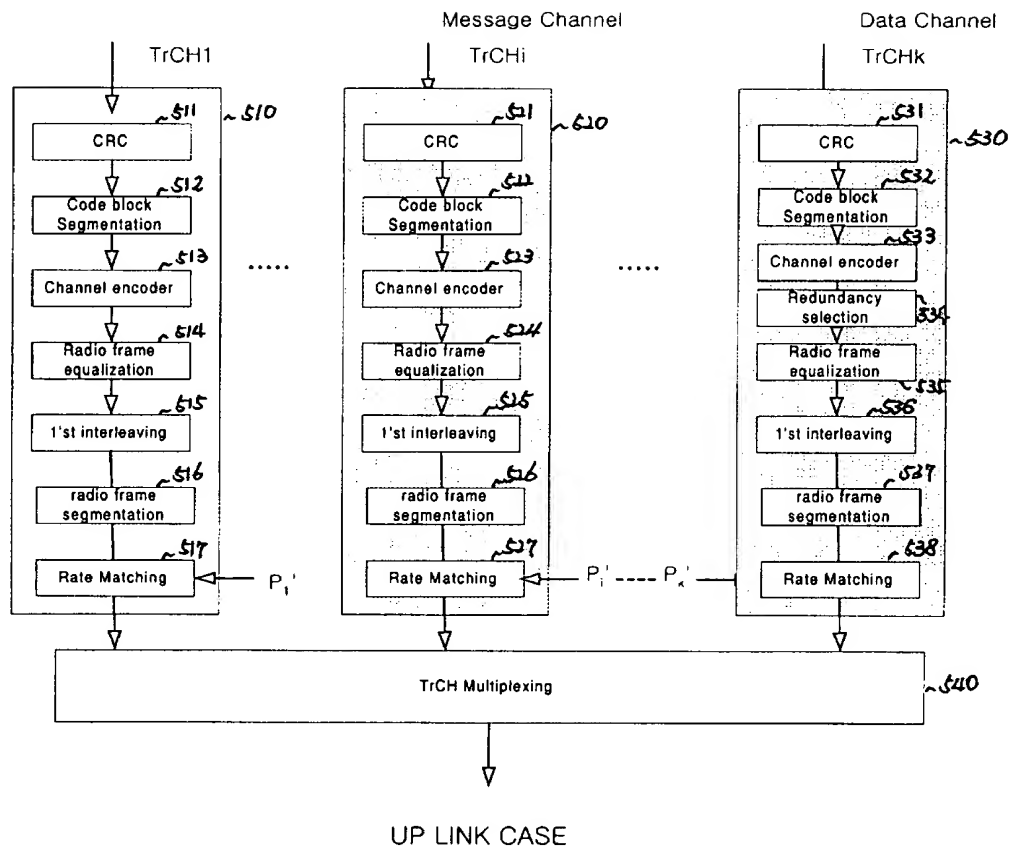 Message Channel
Data Channel
TrCH1
TrCHi
TrCHk
511
510
CRC
512
Code block
Segmentation
513
Channel encoder
514
Radio frame
equalization
515
1'st interleaving
516
radio frame
segmentation
517
Rate Matching
P₁'
.....
521
520
CRC
522
Code block
Segmentation
523
Channel encoder
524
Radio frame
equalization
525
1'st interleaving
526
radio frame
segmentation
527
Rate Matching
Pᵢ' ---- Pₖ'
.....
531
530
CRC
532
Code block
Segmentation
533
Channel encoder
Redundancy
selection
534
Radio frame
equalization
535
536
1'st interleaving
537
radio frame
segmentation
538
Rate Matching
TrCH Multiplexing
540
UP LINK CASE